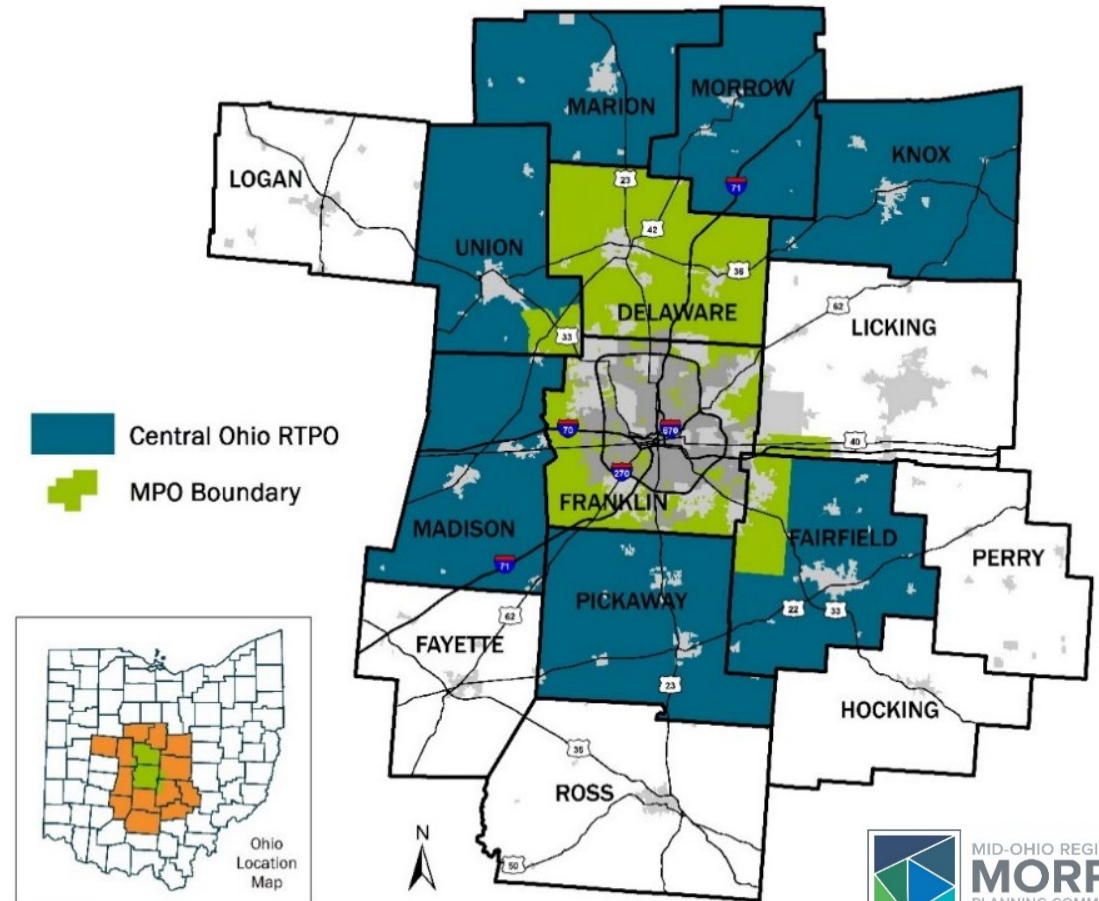 MARION
MORROW
KNOX
LOGAN
71
23
UNION
42
36
DELAWARE
62
LICKING
33
Central Ohio RTPO
70
670
40
MPO Boundary
270
FRANKLIN
MADISON
FAIRFIELD
PERRY
71
PICKAWAY
22
33
62
FAYETTE
23
HOCKING
35
ROSS
Ohio
Location
Map
N
50
MID-OHIO REGI
MORP